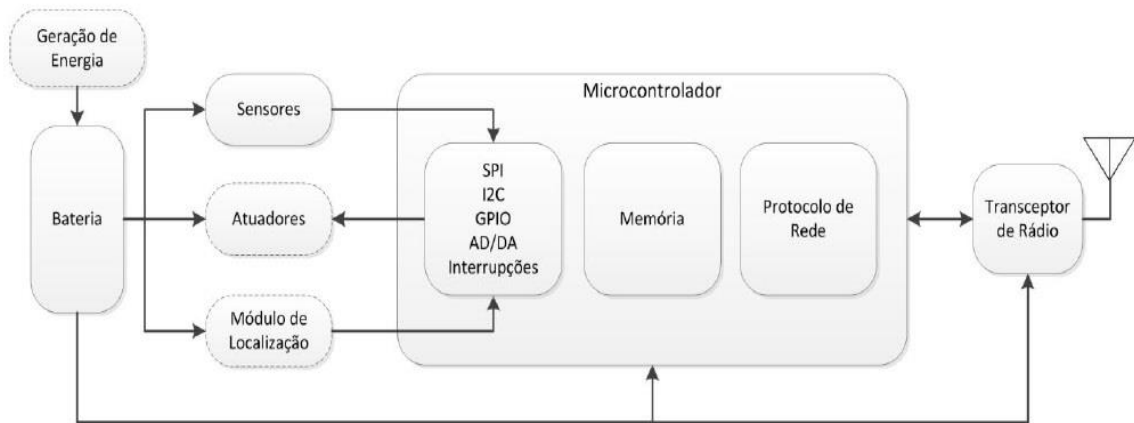 Geração de
Energia
Bateria
Sensores
Atuadores
Módulo de
Localização
Microcontrolador
SPI
I2C
GPIO
AD/DA
Interrupções
Memória
Protocolo de
Rede
Transceptor
de Rádio